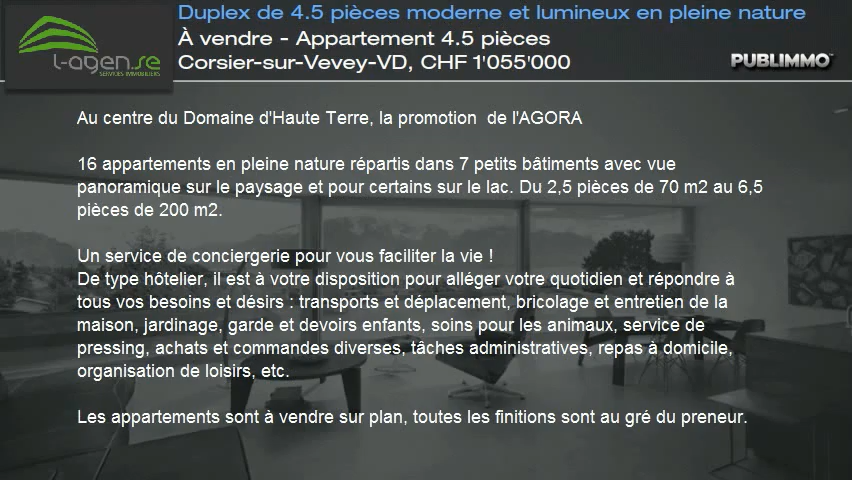 Duplex de 4.5 pièces moderne et lumineux en pleine nature
À vendre - Appartement 4.5 pièces
Corsier-sur-Vevey-VD, CHF 1'055'000
l-agen.se
SERVICES IMMOBILIERS
PUBLIMMO
Au centre du Domaine d'Haute Terre, la promotion  de l'AGORA
16 appartements en pleine nature répartis dans 7 petits bâtiments avec vue
panoramique sur le paysage et pour certains sur le lac. Du 2,5 pièces de 70 m2 au 6,5
pièces de 200 m2.
Un service de conciergerie pour vous faciliter la vie !
De type hôtelier, il est à votre disposition pour alléger votre quotidien et répondre à
tous vos besoins et désirs : transports et déplacement, bricolage et entretien de la
maison, jardinage, garde et devoirs enfants, soins pour les animaux, service de
pressing, achats et commandes diverses, tâches administratives, repas à domicile,
organisation de loisirs, etc.
Les appartements sont à vendre sur plan, toutes les finitions sont au gré du preneur.